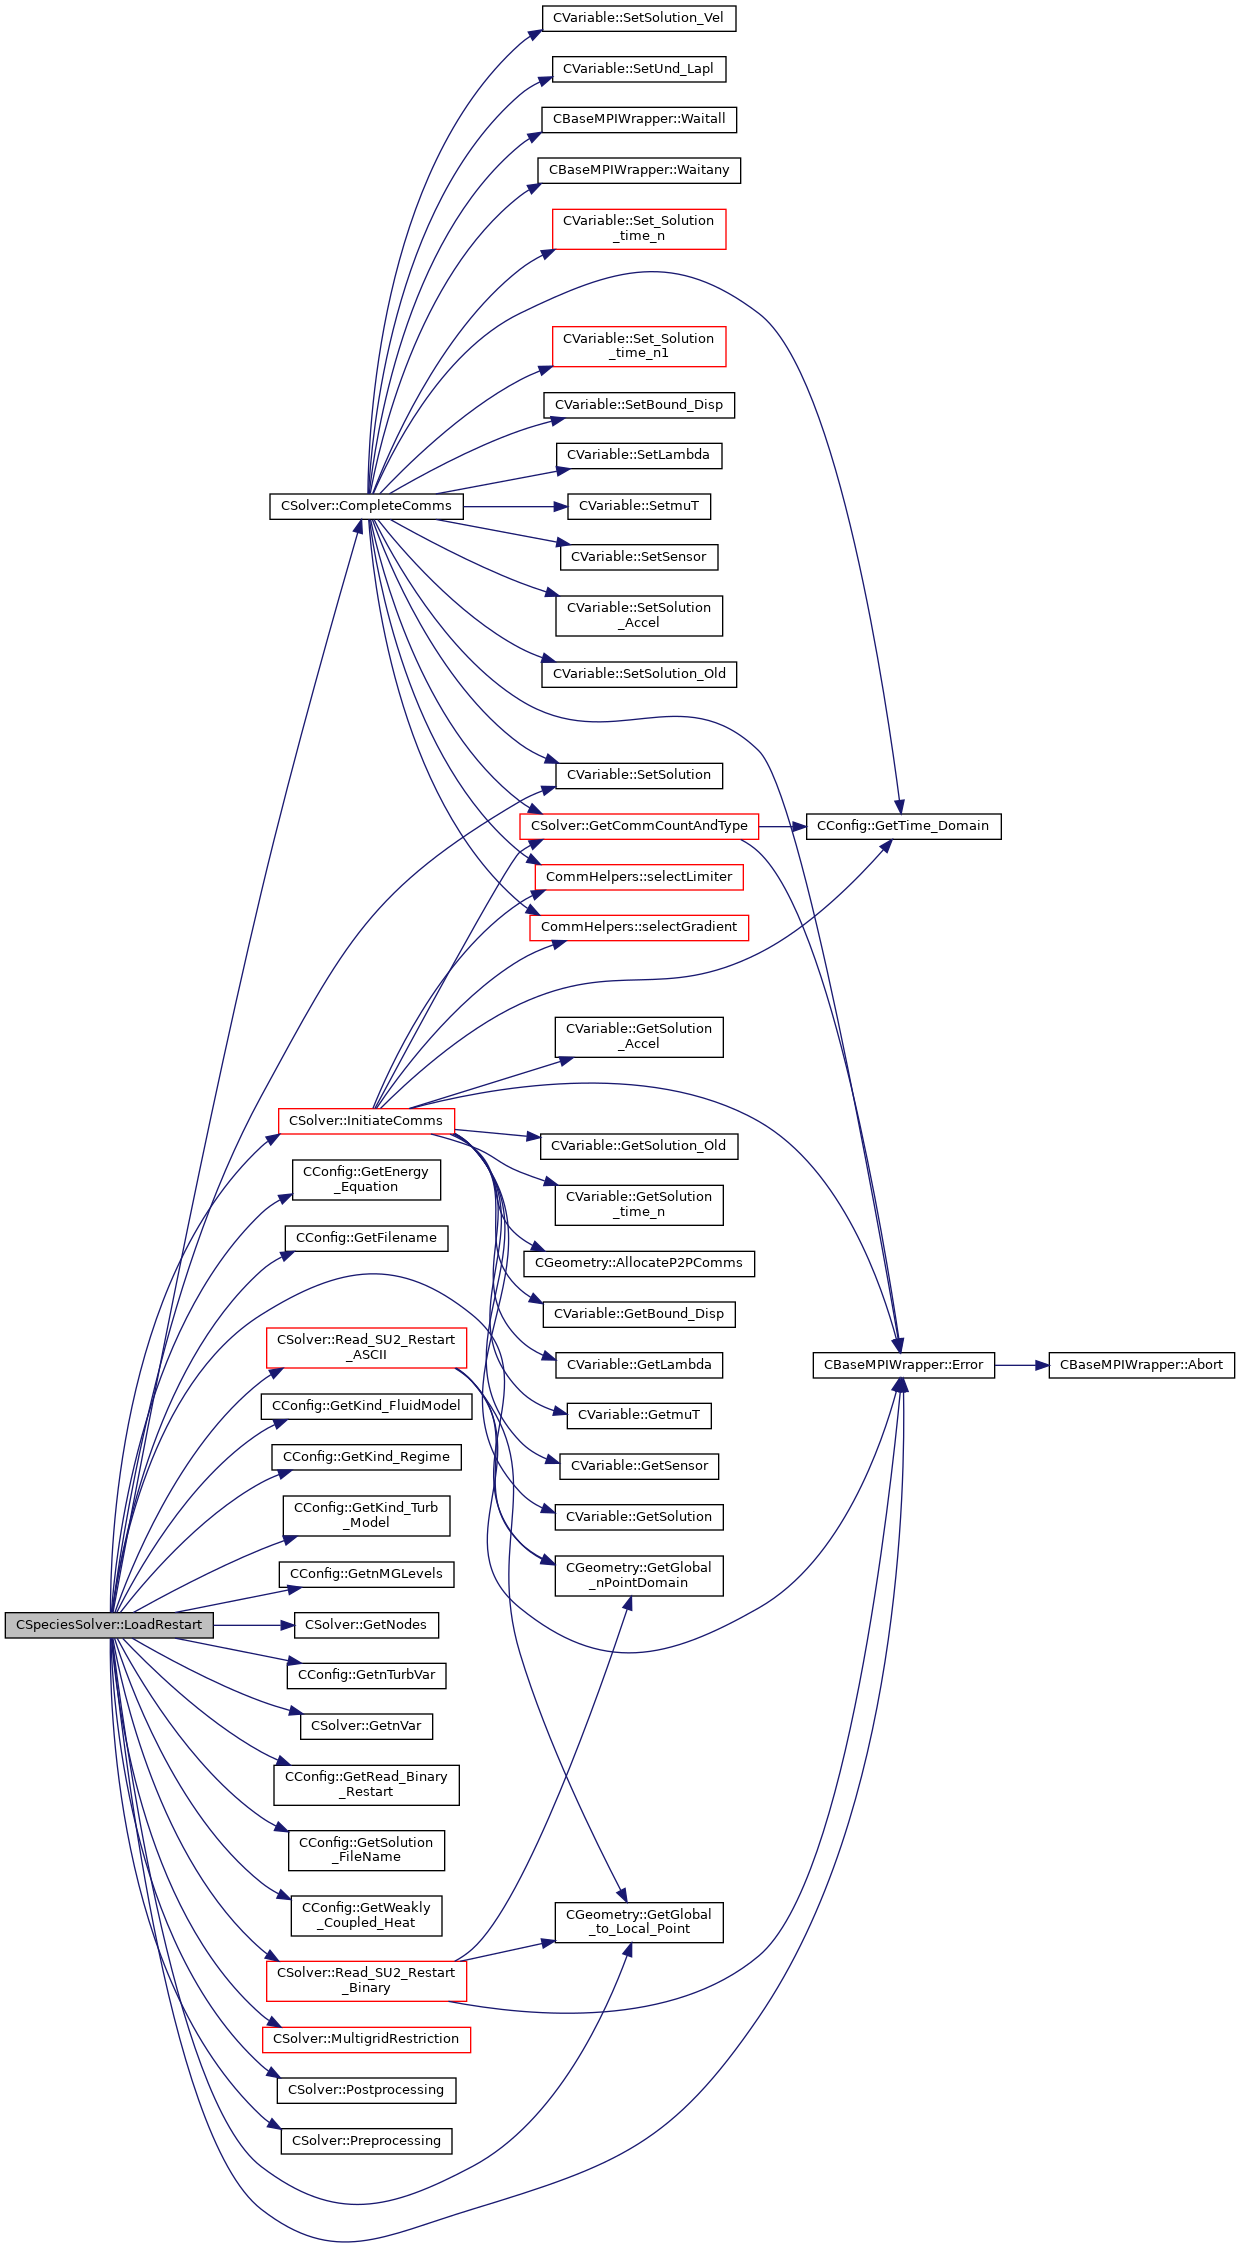 CVariable::SetSolution_Vel
CVariable::SetUnd_Lapl
CBaseMPIWrapper::Waitall
CBaseMPIWrapper::Waitany
CVariable::Set_Solution
_time_n
CVariable::Set_Solution
_time_n1
CVariable::SetBound_Disp
CVariable::SetLambda
CSolver::CompleteComms
CVariable::SetmuT
CVariable::SetSensor
CVariable::SetSolution
_Accel
CVariable::SetSolution_Old
CVariable::SetSolution
CSolver::GetCommCountAndType
CConfig::GetTime_Domain
CommHelpers::selectLimiter
CommHelpers::selectGradient
CVariable::GetSolution
_Accel
CSolver::InitiateComms
CVariable::GetSolution_Old
CConfig::GetEnergy
_Equation
CVariable::GetSolution
_time_n
CConfig::GetFilename
CGeometry::AllocateP2PComms
CVariable::GetBound_Disp
CSolver::Read_SU2_Restart
_ASCII
CVariable::GetLambda
CBaseMPIWrapper::Error
CBaseMPIWrapper::Abort
CConfig::GetKind_FluidModel
CVariable::GetmuT
CConfig::GetKind_Regime
CVariable::GetSensor
CConfig::GetKind_Turb
_Model
CVariable::GetSolution
CConfig::GetnMGLevels
CGeometry::GetGlobal
_nPointDomain
CSpeciesSolver::LoadRestart
CSolver::GetNodes
CConfig::GetnTurbVar
CSolver::GetnVar
CConfig::GetRead_Binary
_Restart
CConfig::GetSolution
_FileName
CConfig::GetWeakly
_Coupled_Heat
CGeometry::GetGlobal
_to_Local_Point
CSolver::Read_SU2_Restart
_Binary
CSolver::MultigridRestriction
CSolver::Postprocessing
CSolver::Preprocessing